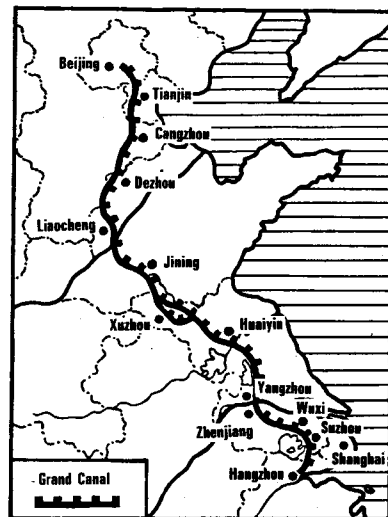 Beijing
Tianjin
Cangzhou
Dezhou
Liaocheng
Jining
Xuzhou
Huaiyin
Yangzhou
Wuxi
Suzhou
Zhenjiang
Shanghai
Hangzhou
Grand Canal